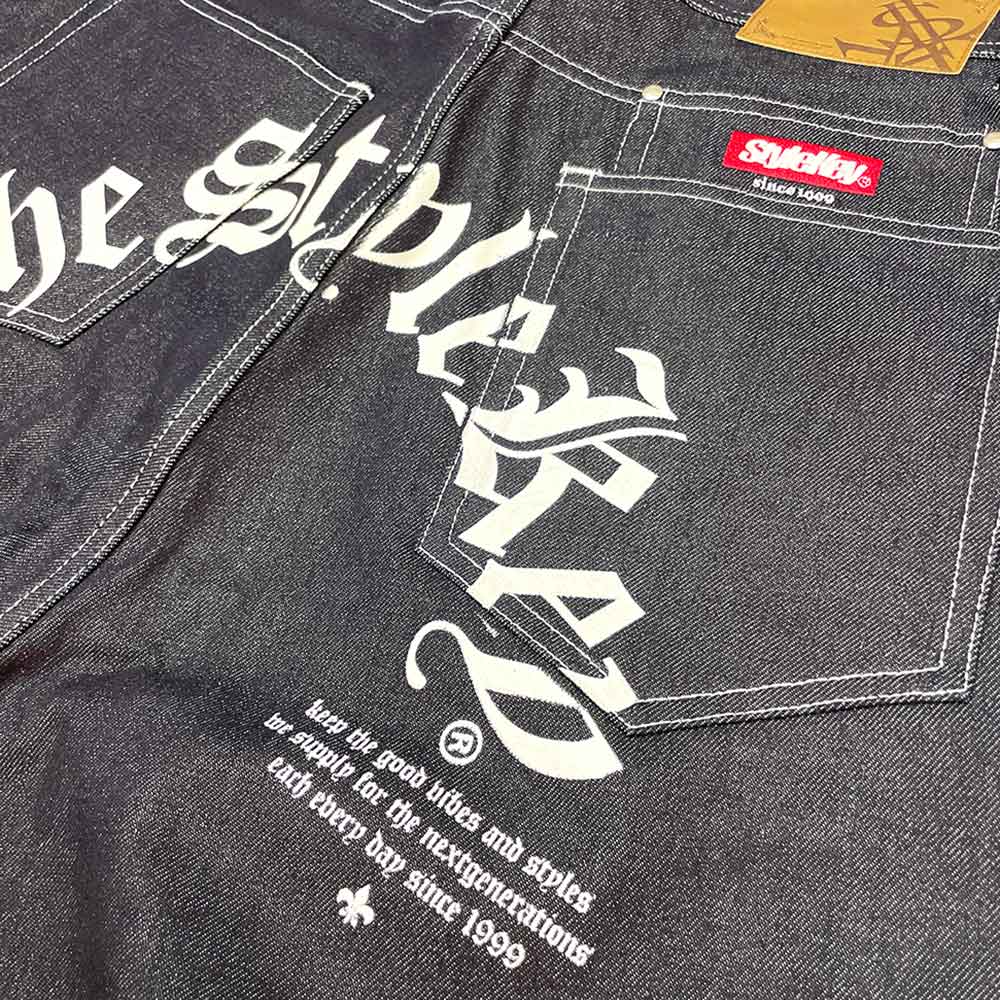 StyleKey®
since 1999
he StyleKey
®
keep the good vibes and styles
we supply for the nextgenerations
each every day since 1999